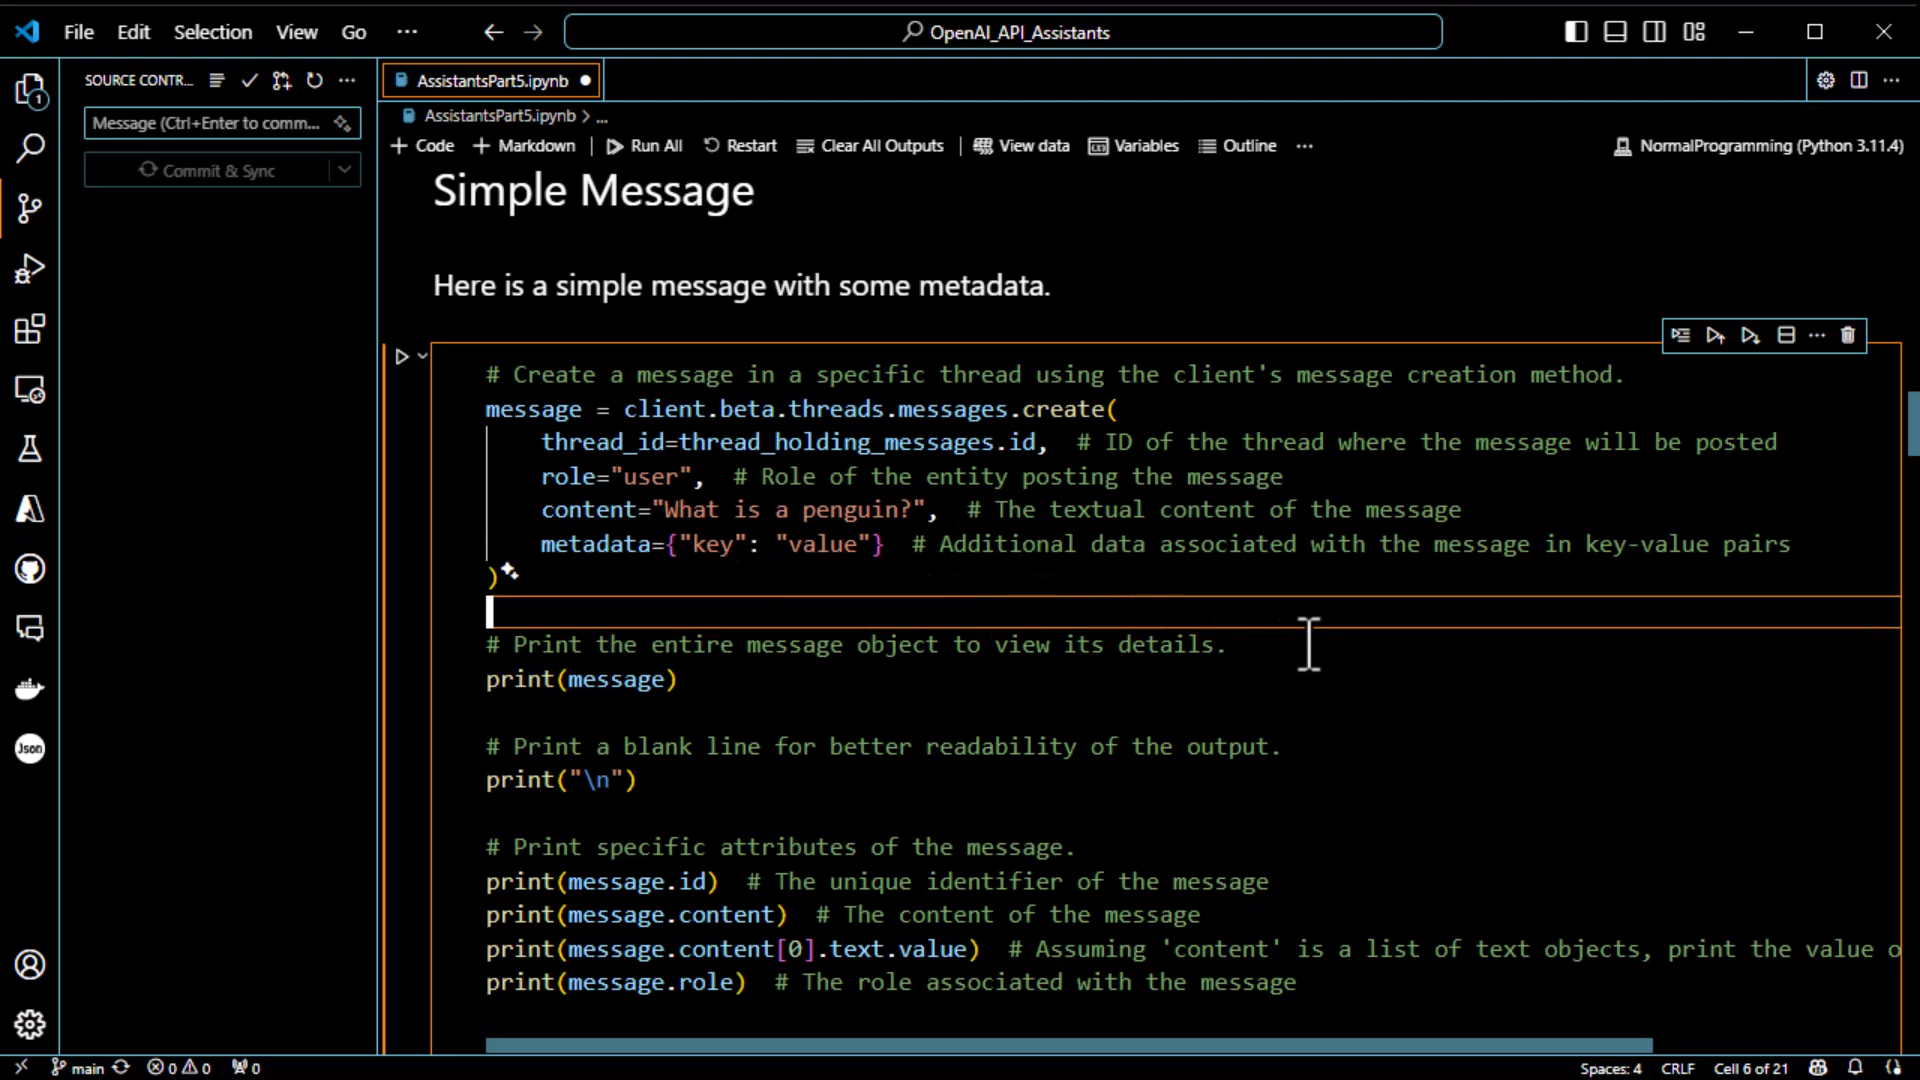 File Edit Selection View Go ... OpenAI_API_Assistants
SOURCE CONTR... AssistantsPart5.ipynb
1
Message (Ctrl+Enter to comm... AssistantsPart5.ipynb > ...
+ Code + Markdown | Run All Restart Clear All Outputs | View data Variables Outline ... NormalProgramming (Python 3.11.4)
Commit & Sync
Simple Message
Here is a simple message with some metadata.
# Create a message in a specific thread using the client's message creation method.
message = client.beta.threads.messages.create(
thread_id=thread_holding_messages.id,  # ID of the thread where the message will be posted
role="user",  # Role of the entity posting the message
content="What is a penguin?",  # The textual content of the message
metadata={"key": "value"}  # Additional data associated with the message in key-value pairs
)
# Print the entire message object to view its details.
print(message)
# Print a blank line for better readability of the output.
print("\n")
Json
# Print specific attributes of the message.
print(message.id)  # The unique identifier of the message
print(message.content)  # The content of the message
print(message.content[0].text.value)  # Assuming 'content' is a list of text objects, print the value o
print(message.role)  # The role associated with the message
main 0 0 0 Spaces: 4 CRLF Cell 6 of 21